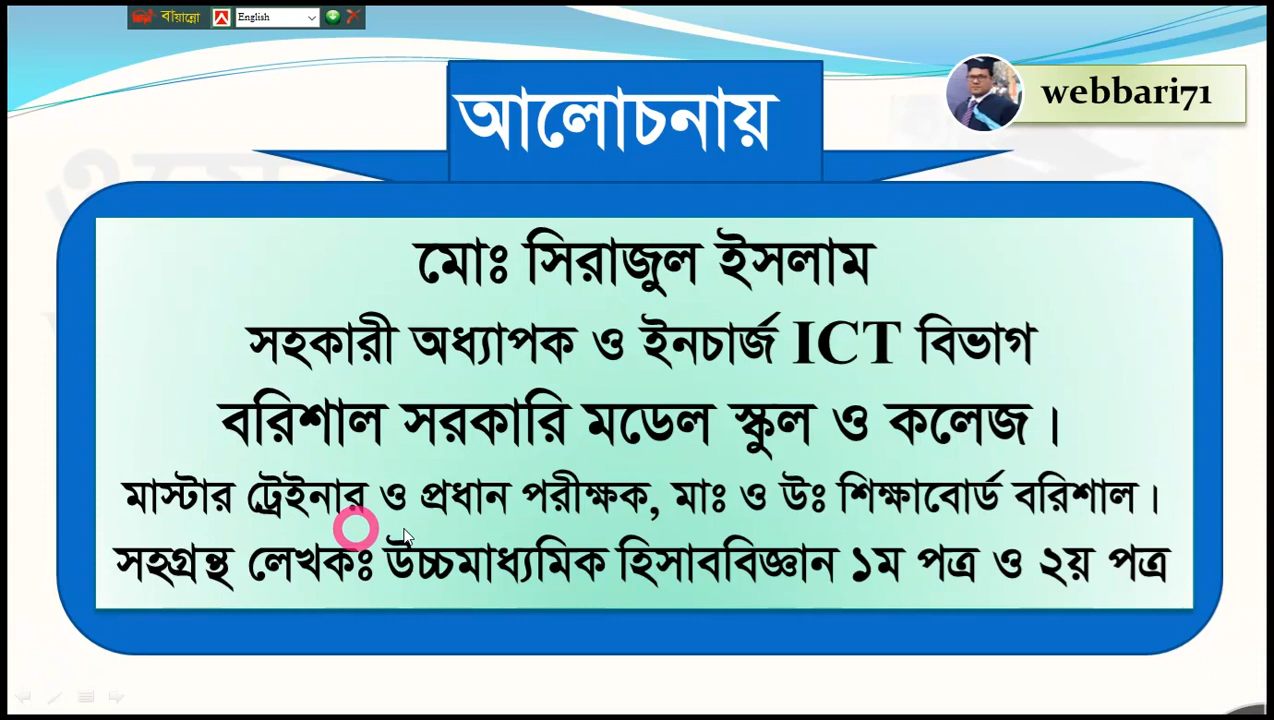 বায়ান্নো
English
আলোচনায়
webbari71
মোঃ সিরাজুল ইসলাম
সহকারী অধ্যাপক ও ইনচার্জ ICT বিভাগ
বরিশাল সরকারি মডেল স্কুল ও কলেজ।
মাস্টার ট্রেইনার ও প্রধান পরীক্ষক, মাঃ ও উঃ শিক্ষাবোর্ড বরিশাল।
সহগ্রন্থ লেখকঃ উচ্চমাধ্যমিক হিসাববিজ্ঞান ১ম পত্র ও ২য় পত্র